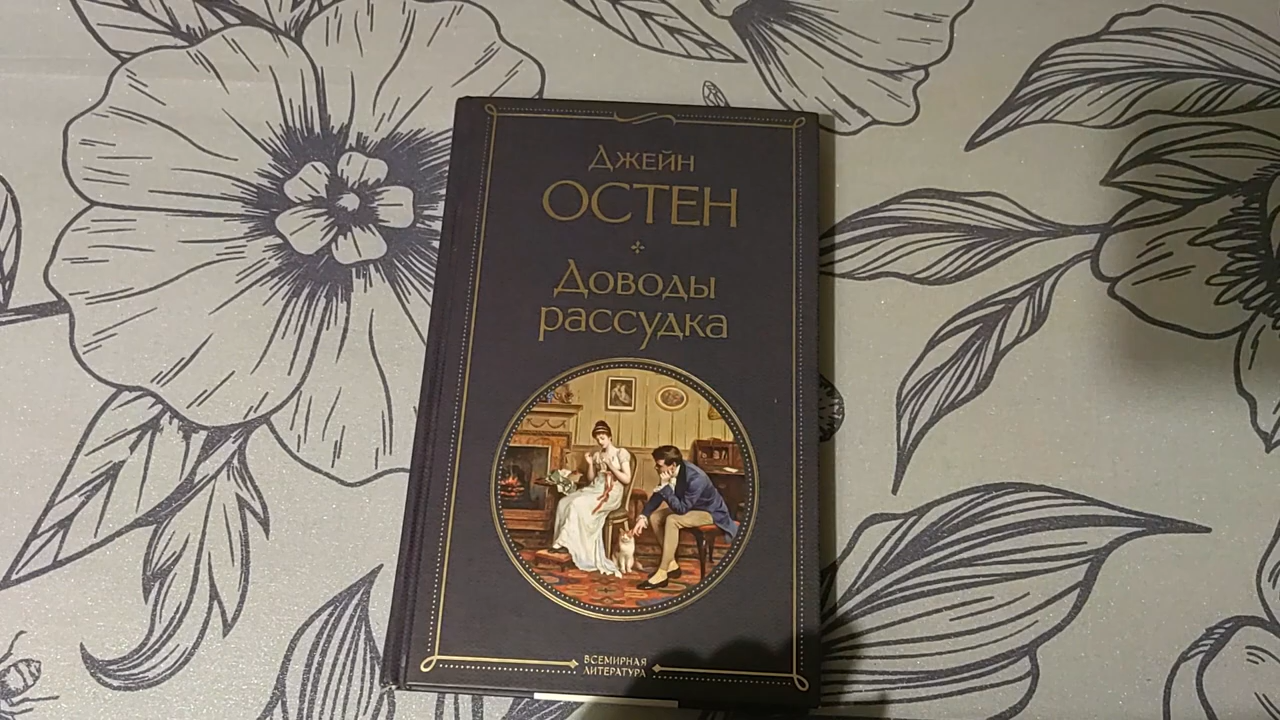 Джейн
ОСТЕН
Доводы
рассудка
ВСЕМИРНАЯ
ЛИТЕРАТУРА